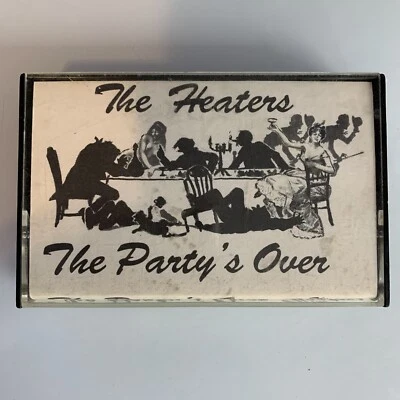 The Heaters
The Party's Over